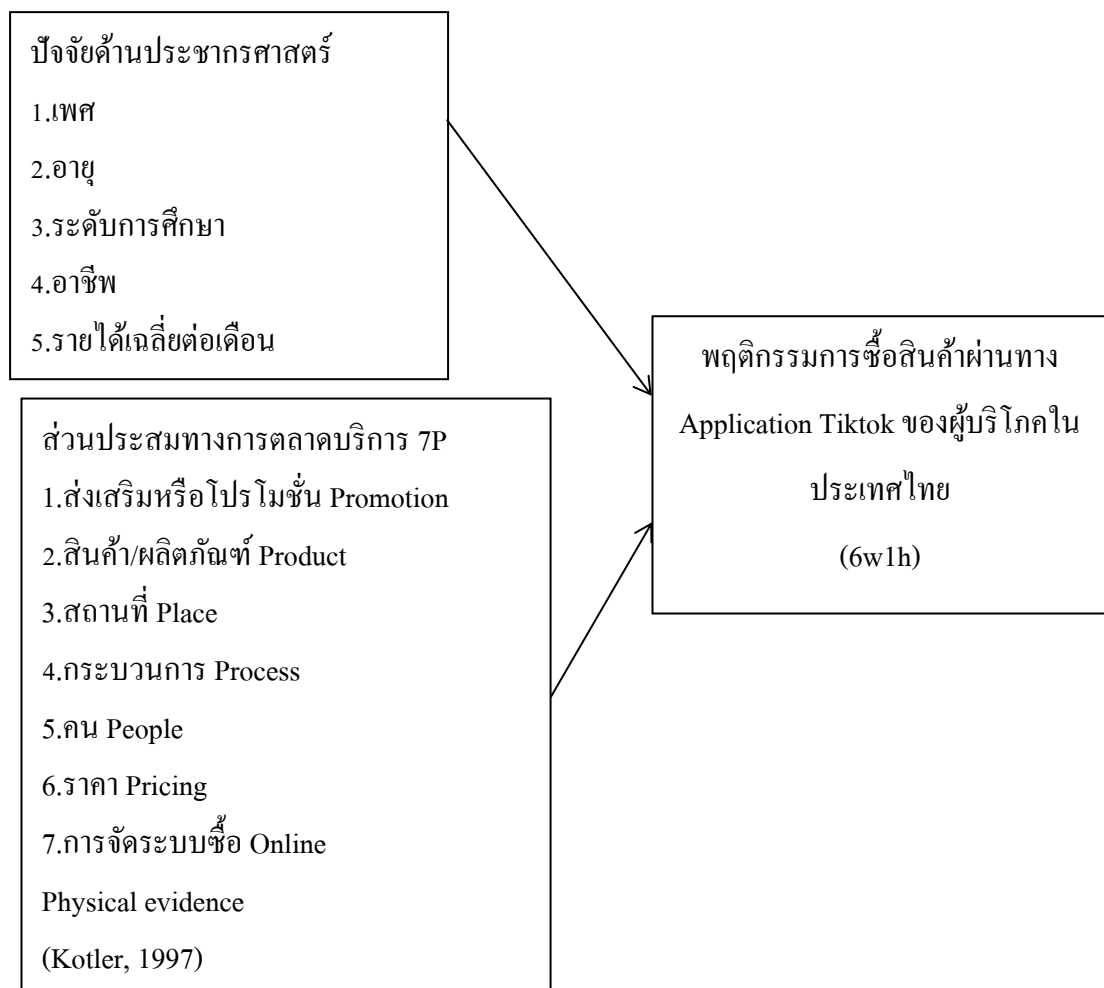 ปัจจัยด้านประชากรศาสตร์
1.เพศ
2.อายุ
3.ระดับการศึกษา
4.อาชีพ
5.รายได้เฉลี่ยต่อเดือน
ส่วนประสมทางการตลาดบริการ 7P
1.ส่งเสริมหรือโปรโมชั่น Promotion
2.สินค้า/ผลิตภัณฑ์ Product
3.สถานที่ Place
4.กระบวนการ Process
5.คน People
6.ราคา Pricing
7.การจัดระบบซื้อ Online
Physical evidence
(Kotler, 1997)
พฤติกรรมการซื้อสินค้าผ่านทาง
Application Tiktok ของผู้บริโภคใน
ประเทศไทย
(6w1h)